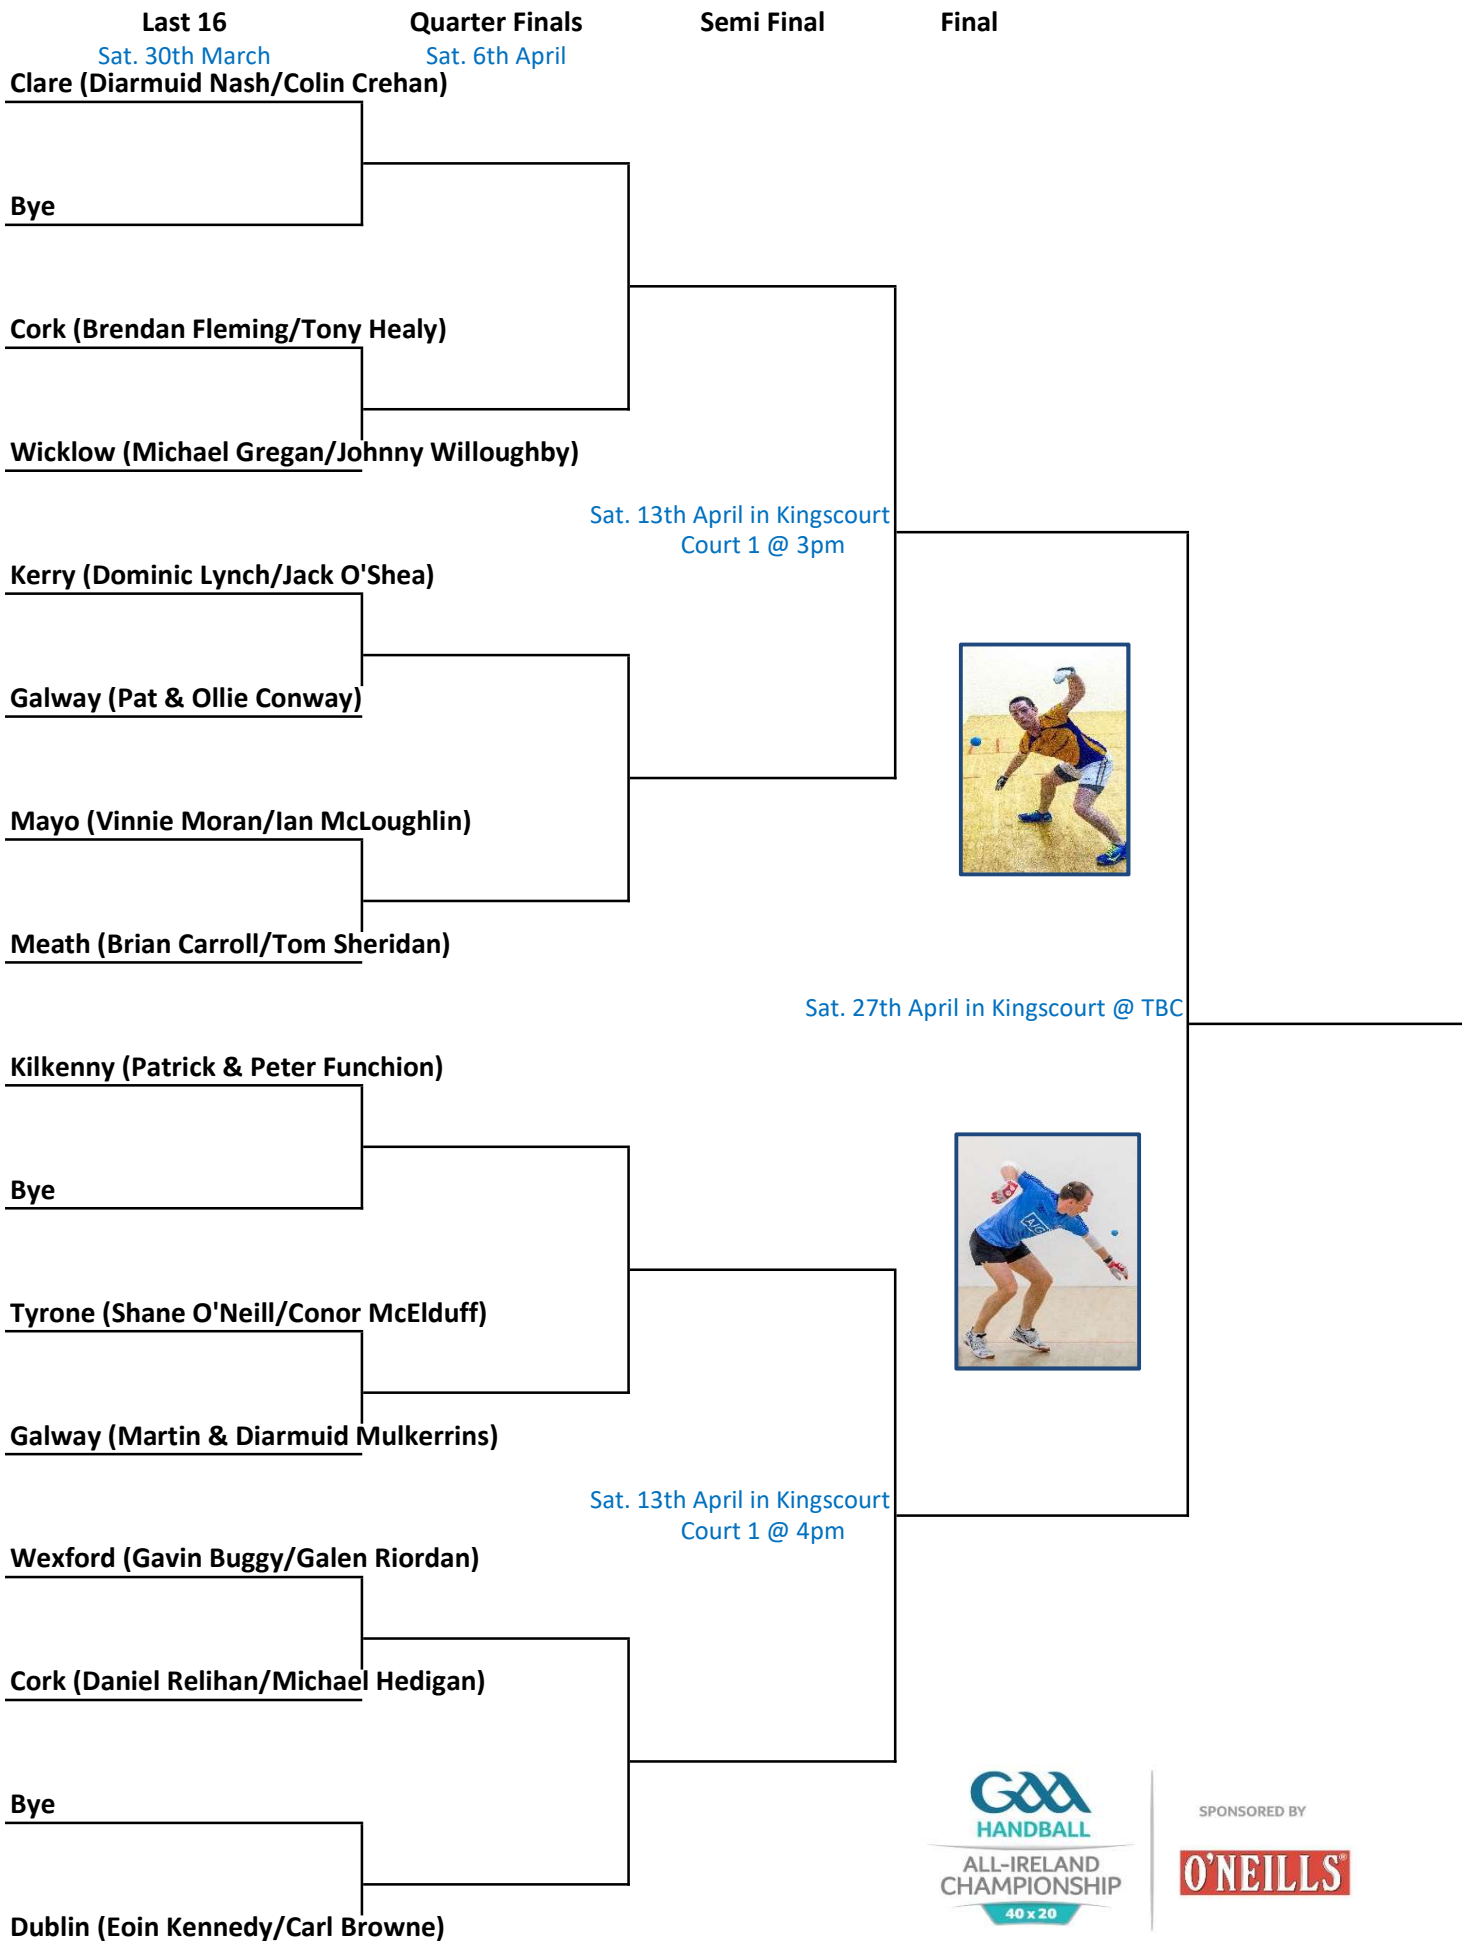 Last 16 Quarter Finals Semi Final Final
Sat. 30th March Sat. 6th April
Clare (Diarmuid Nash/Colin Crehan)
Bye
Cork (Brendan Fleming/Tony Healy)
Wicklow (Michael Gregan/Johnny Willoughby)
Sat. 13th April in Kingscourt
Court 1 @ 3pm
Kerry (Dominic Lynch/Jack O'Shea)
Galway (Pat & Ollie Conway)
Mayo (Vinnie Moran/Ian McLoughlin)
Meath (Brian Carroll/Tom Sheridan)
Sat. 27th April in Kingscourt @ TBC
Kilkenny (Patrick & Peter Funchion)
Bye
AIG
Tyrone (Shane O'Neill/Conor McElduff)
Galway (Martin & Diarmuid Mulkerrins)
Sat. 13th April in Kingscourt
Court 1 @ 4pm
Wexford (Gavin Buggy/Galen Riordan)
Cork (Daniel Relihan/Michael Hedigan)
Bye
Dublin (Eoin Kennedy/Carl Browne)
GAA
HANDBALL
ALL-IRELAND
CHAMPIONSHIP
40 x 20
SPONSORED BY
O'NEILLS®